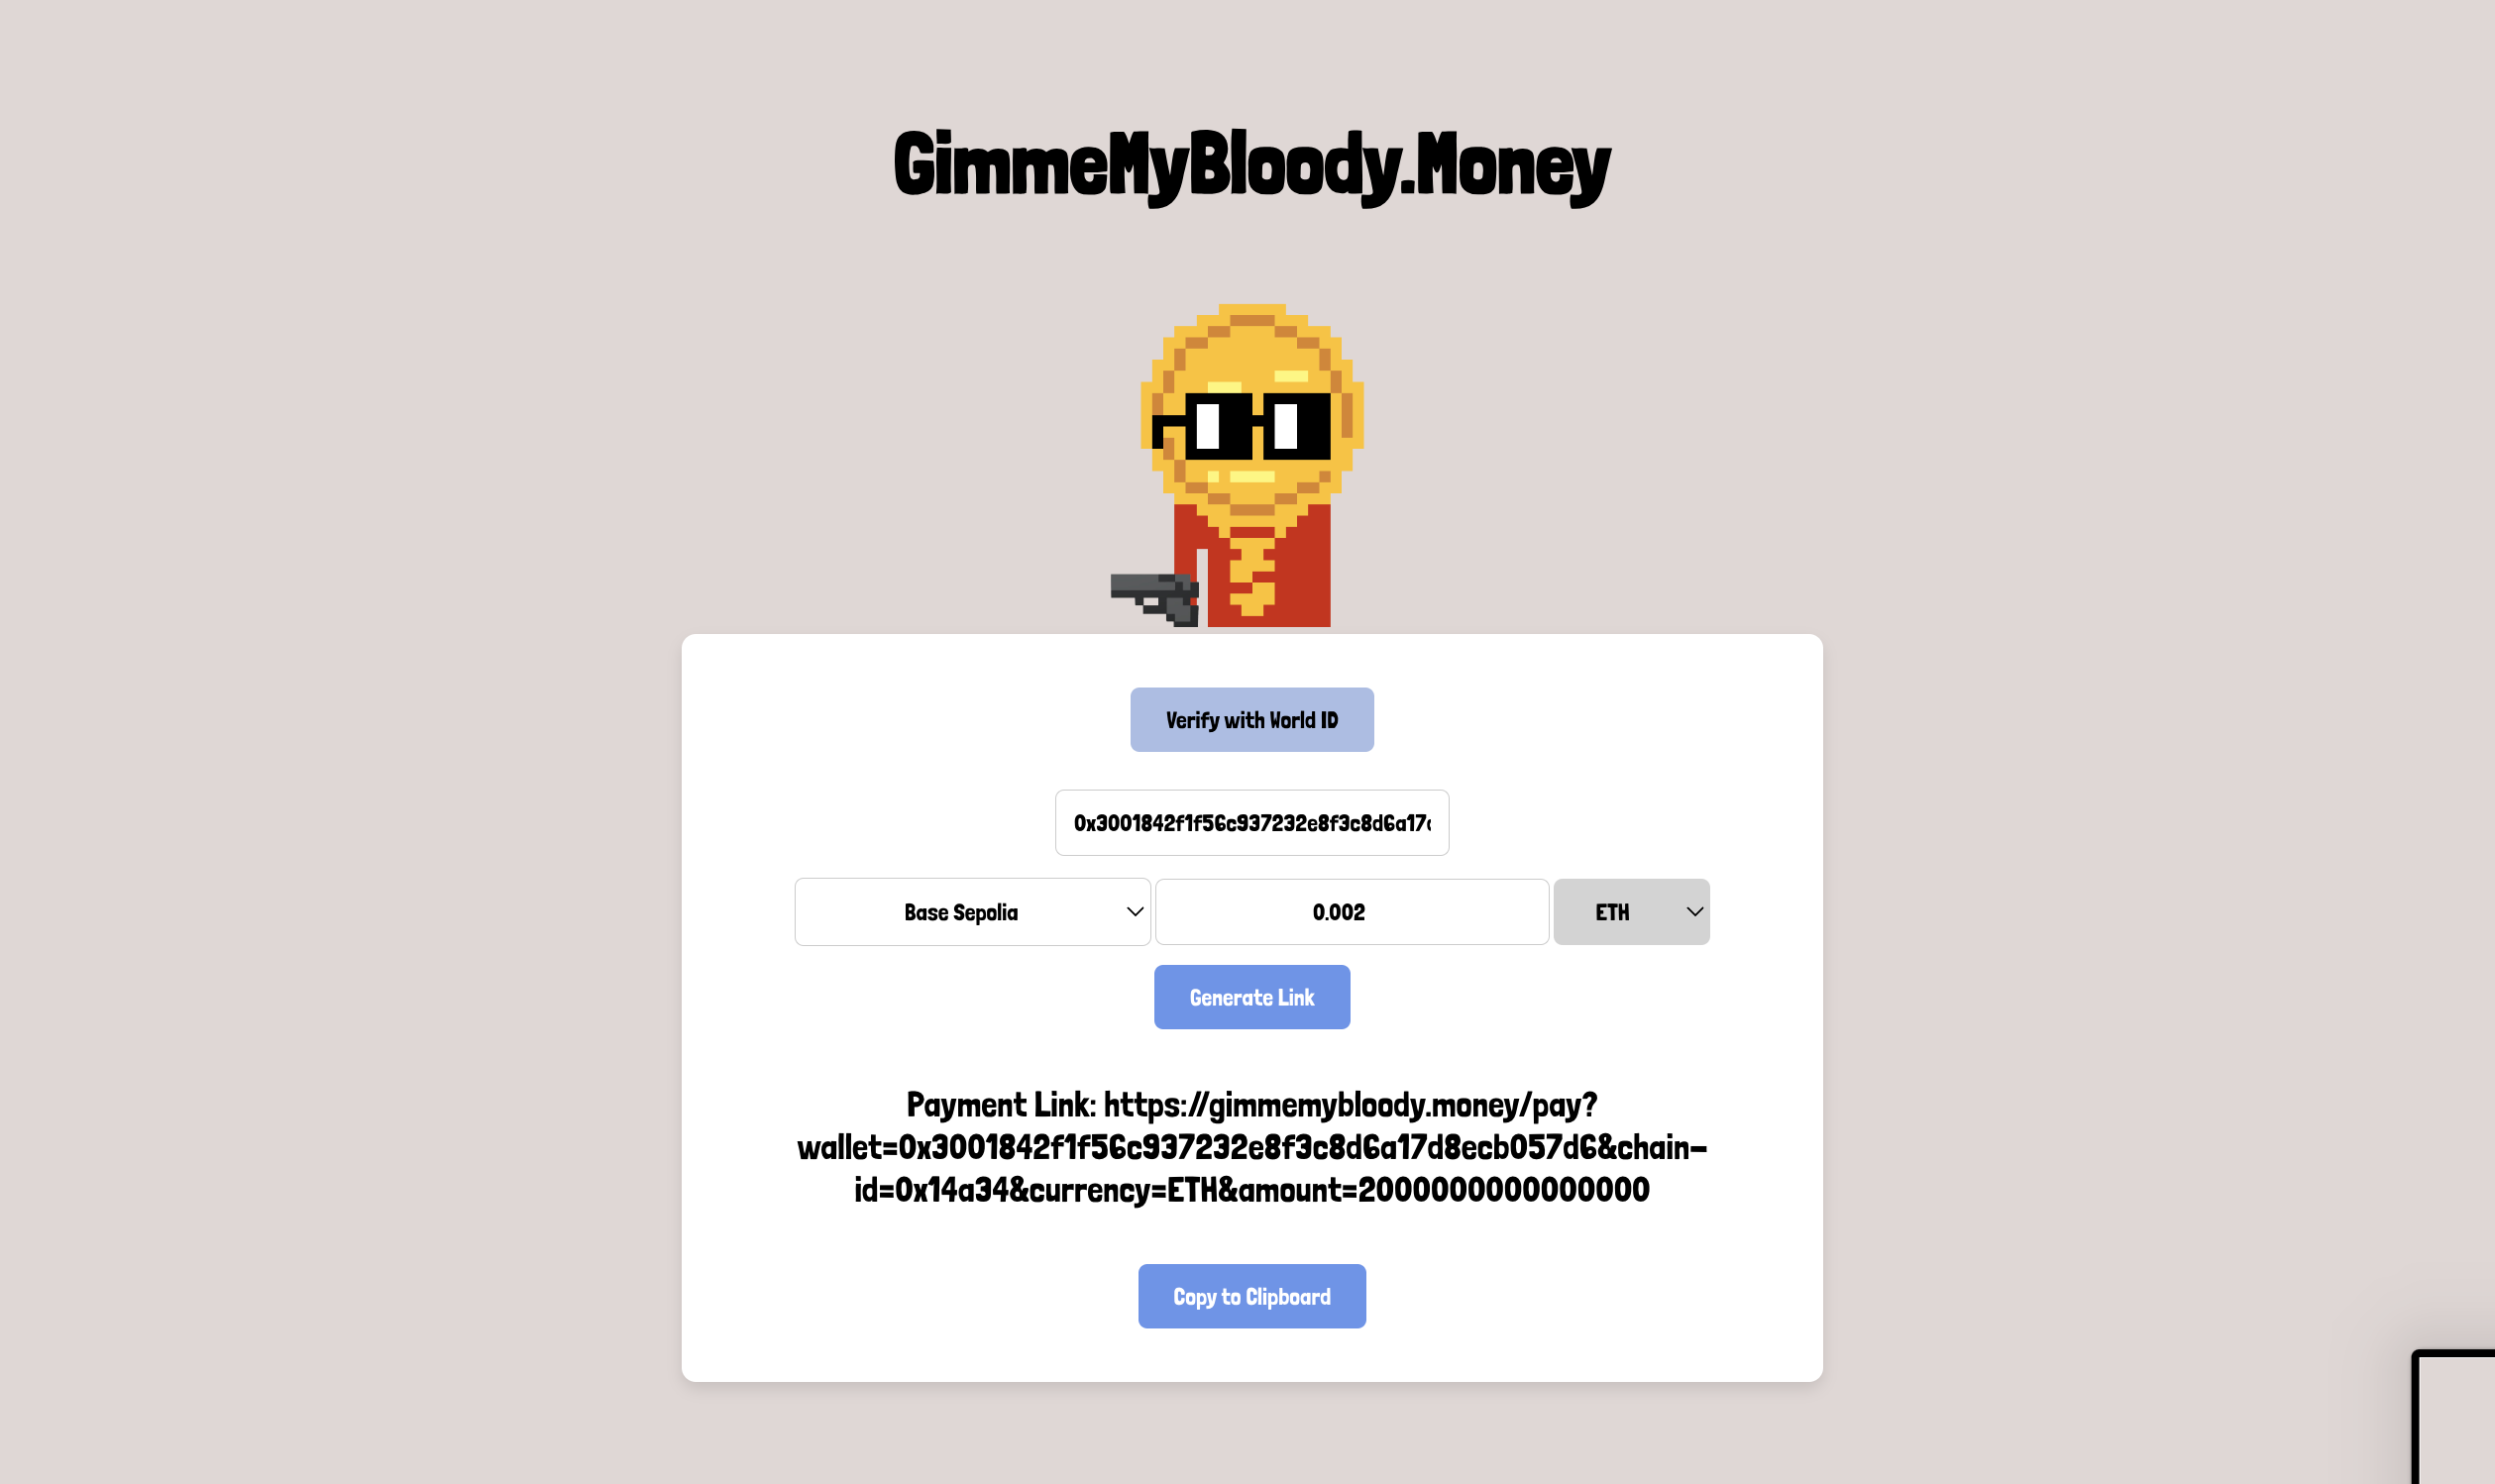 GimmeMyBloody.Money
Verify with World ID
0x3001842f1f56c937232e8f3c8d6a17
Base Sepolia
0.002
ETH
Generate Link
Payment Link: https://gimmemybloody.money/pay?
wallet=0x3001842f1f56c937232e8f3c8d6a17d8ecb057d6&chain-
id=0x14a34&currency=ETH&amount=2000000000000000
Copy to Clipboard